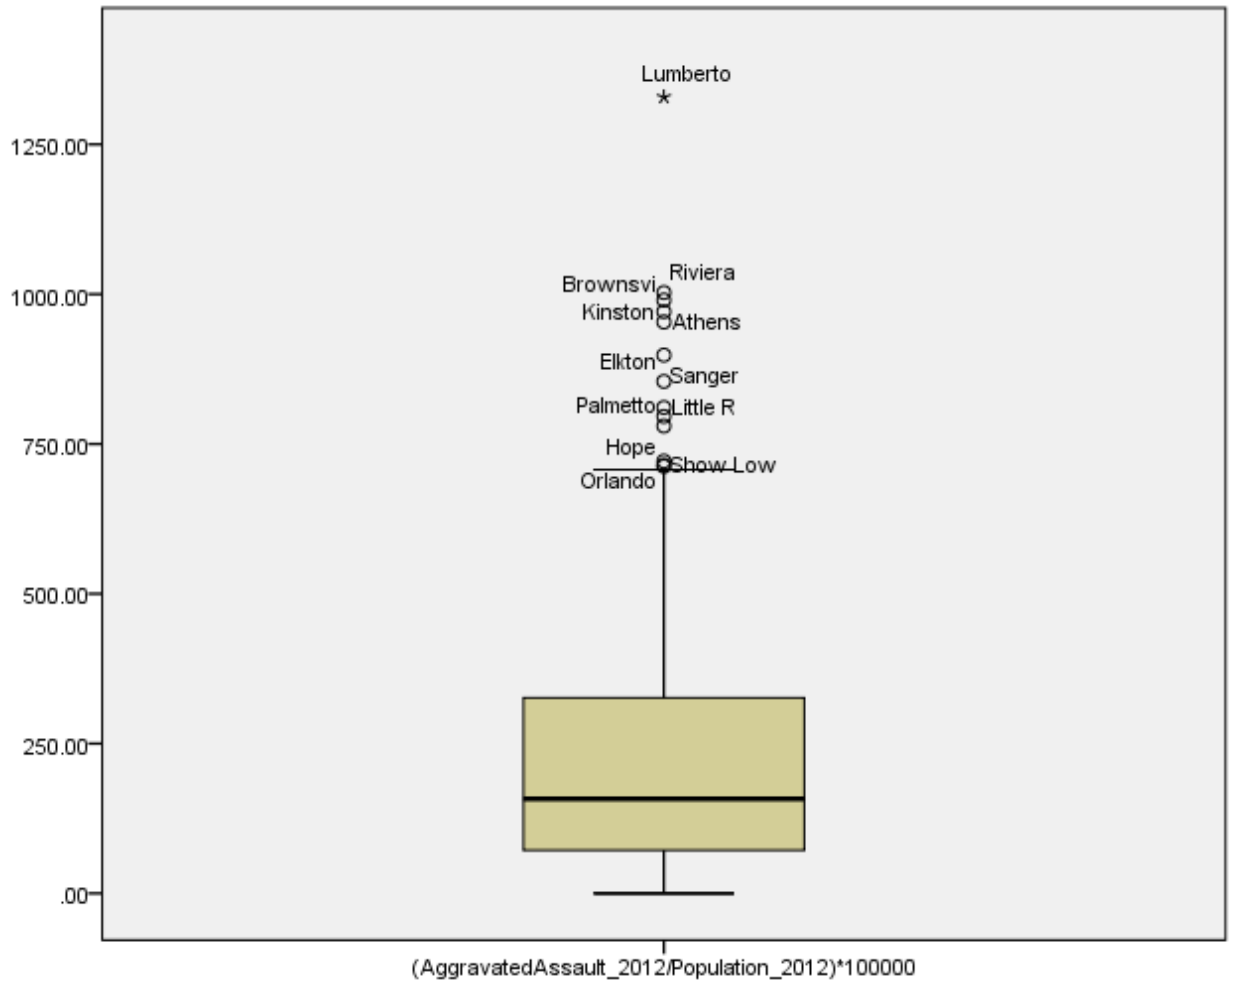 Lumberto
1250.00
Riviera
Brownsvi
1000.00
Kinston
Athens
Elkton
Sanger
Palmetto
Little R
750.00
Hope
Show Low
Orlando
500.00
250.00
.00
(AggravatedAssault_2012/Population_2012)*100000